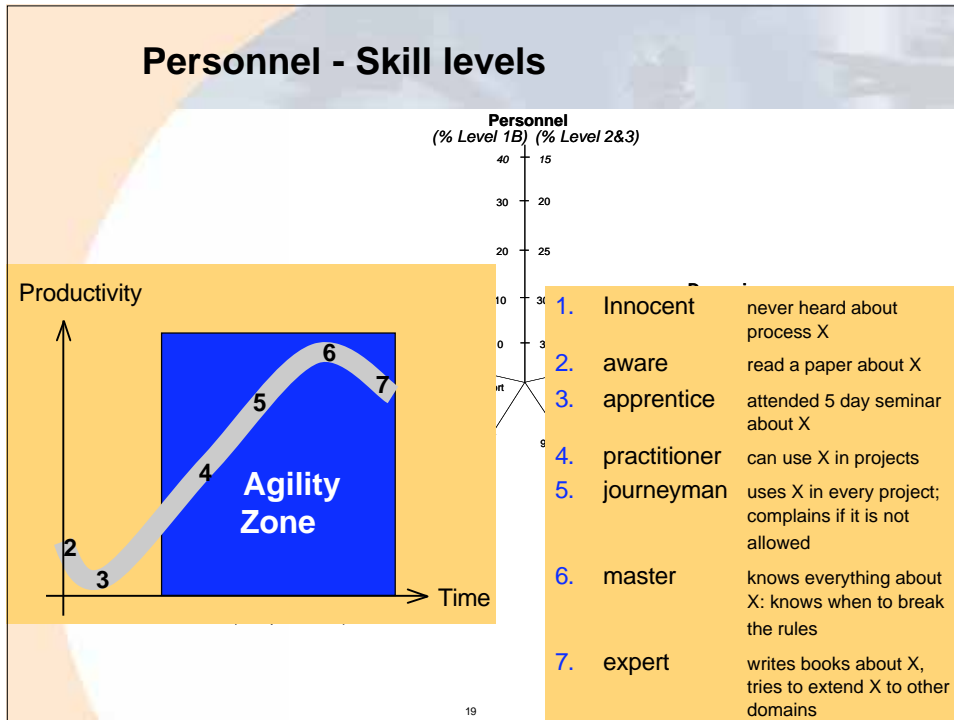 Personnel - Skill levels
Personnel
(% Level 1B) (% Level 2&3)
40 15
30 20
20 25
10 30
0 3
Productivity
6
7
5
4
Agility
Zone
2
3
Time
1. Innocent never heard about
process X
2. aware read a paper about X
3. apprentice attended 5 day seminar
about X
4. practitioner can use X in projects
5. journeyman uses X in every project;
complains if it is not
allowed
6. master knows everything about
X: knows when to break
the rules
7. expert writes books about X,
tries to extend X to other
domains
19